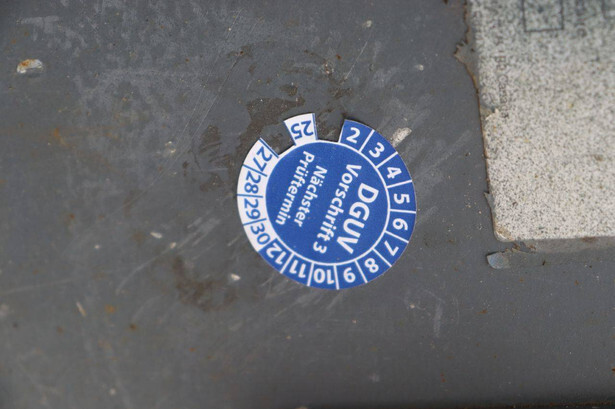 DGUV
Vorschrift 3
Nächster
Prüftermin
2 3 4 5 6 7 8 9 10 11 12
25 27 28 29 30